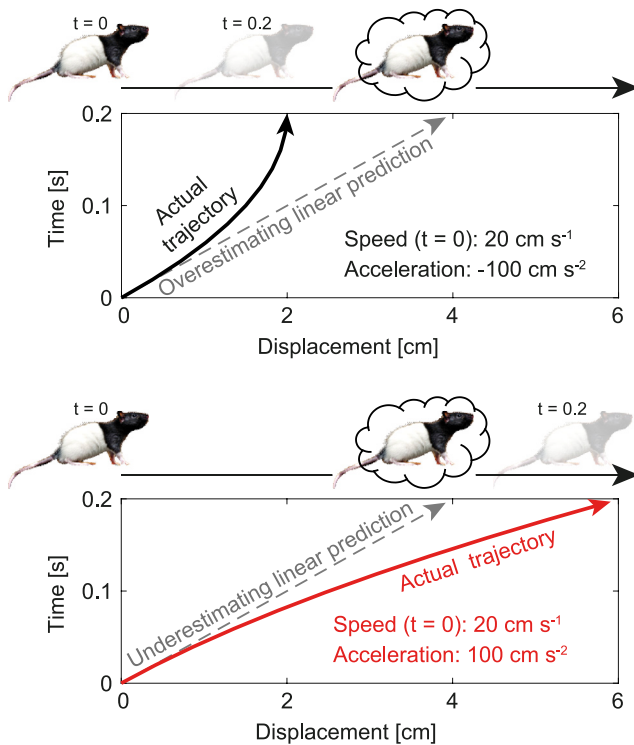 t = 0
t = 0.2
0.2
0.1
0
Time [s]
Actual
trajectory
Overestimating linear prediction
Speed (t = 0): 20 cm s⁻¹
Acceleration: -100 cm s⁻²
0 2 4 6
Displacement [cm]
t = 0
t = 0.2
0.2
0.1
0
Time [s]
Underestimating linear prediction
Actual trajectory
Speed (t = 0): 20 cm s⁻¹
Acceleration: 100 cm s⁻²
0 2 4 6
Displacement [cm]